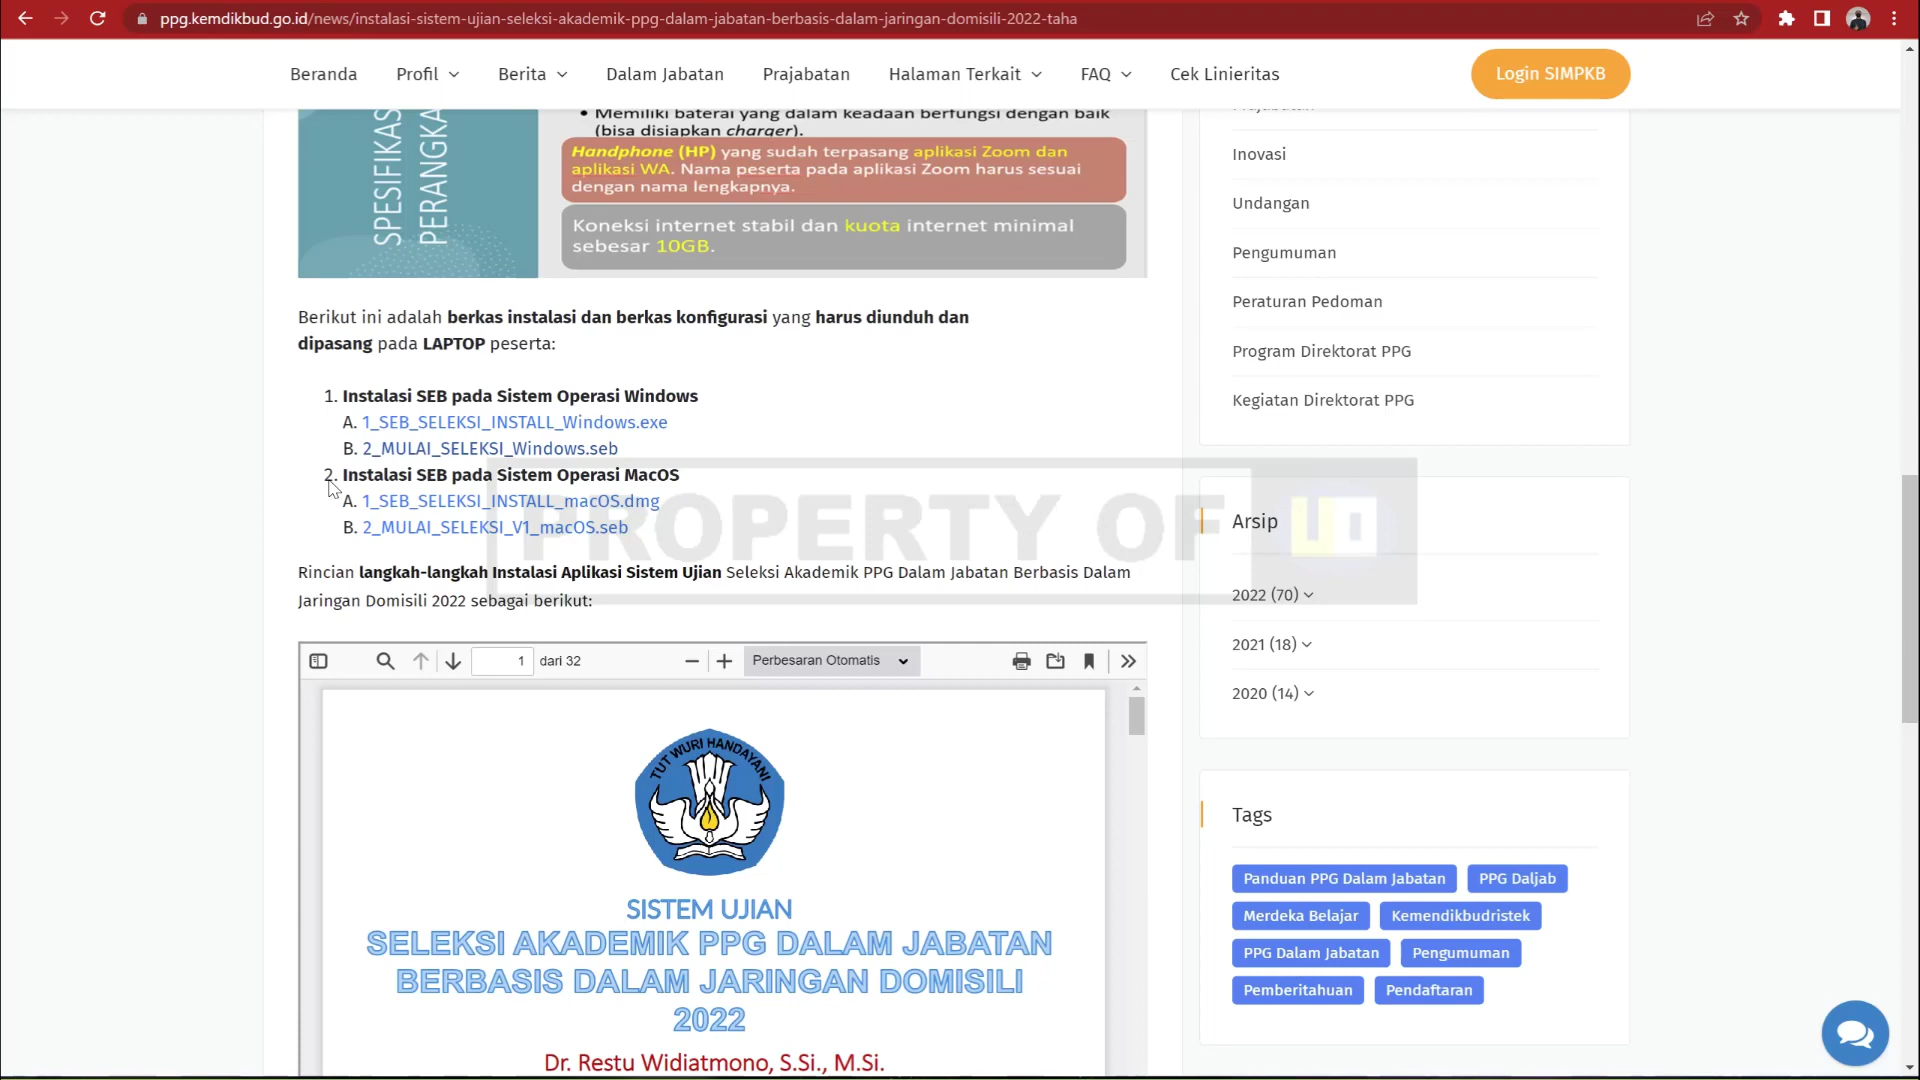 ppg.kemdikbud.go.id/news/instalasi-sistem-ujian-seleksi-akademik-ppg-dalam-jabatan-berbasis-dalam-jaringan-domisili-2022-taha
Beranda Profil Berita Dalam Jabatan Prajabatan Halaman Terkait FAQ Cek Linieritas Login SIMPKB
SPESIFIKAS
PERANGKA
• Memiliki baterai yang dalam keadaan berfungsi dengan baik
(bisa disiapkan charger).
Handphone (HP) yang sudah terpasang aplikasi Zoom dan
aplikasi WA. Nama peserta pada aplikasi Zoom harus sesuai
dengan nama lengkapnya.
Koneksi internet stabil dan kuota internet minimal
sebesar 10GB.
Berikut ini adalah berkas instalasi dan berkas konfigurasi yang harus diunduh dan
dipasang pada LAPTOP peserta:
1. Instalasi SEB pada Sistem Operasi Windows
A. 1_SEB_SELEKSI_INSTALL_Windows.exe
B. 2_MULAI_SELEKSI_Windows.seb
2. Instalasi SEB pada Sistem Operasi MacOS
A. 1_SEB_SELEKSI_INSTALL_macOS.dmg
B. 2_MULAI_SELEKSI_V1_macOS.seb
PROPERTY OF UD
Rincian langkah-langkah Instalasi Aplikasi Sistem Ujian Seleksi Akademik PPG Dalam Jabatan Berbasis Dalam
Jaringan Domisili 2022 sebagai berikut:
1 dari 32 Perbesaran Otomatis
TUT WURI HANDAYANI
SISTEM UJIAN
SELEKSI AKADEMIK PPG DALAM JABATAN
BERBASIS DALAM JARINGAN DOMISILI
2022
Dr. Restu Widiatmono, S.Si., M.Si.
Prajabatan
Inovasi
Undangan
Pengumuman
Peraturan Pedoman
Program Direktorat PPG
Kegiatan Direktorat PPG
Arsip
2022 (70)
2021 (18)
2020 (14)
Tags
Panduan PPG Dalam Jabatan PPG Daljab
Merdeka Belajar Kemendikbudristek
PPG Dalam Jabatan Pengumuman
Pemberitahuan Pendaftaran